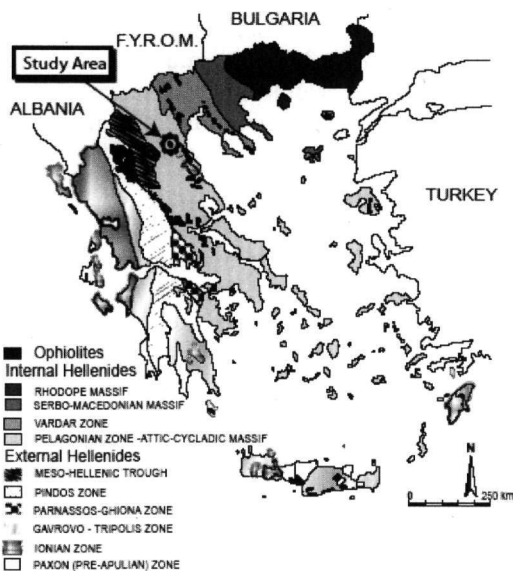 BULGARIA
F.Y.R.O.M.
Study Area
ALBANIA
TURKEY
Ophiolites
Internal Hellenides
RHODOPE MASSIF
SERBO-MACEDONIAN MASSIF
VARDAR ZONE
PELAGONIAN ZONE -ATTIC-CYCLADIC MASSIF
External Hellenides
MESO-HELLENIC TROUGH
PINDOS ZONE
PARNASSOS-GHIONA ZONE
GAVROVO - TRIPOLIS ZONE
IONIAN ZONE
PAXON (PRE-APULIAN) ZONE
N
0 250 km